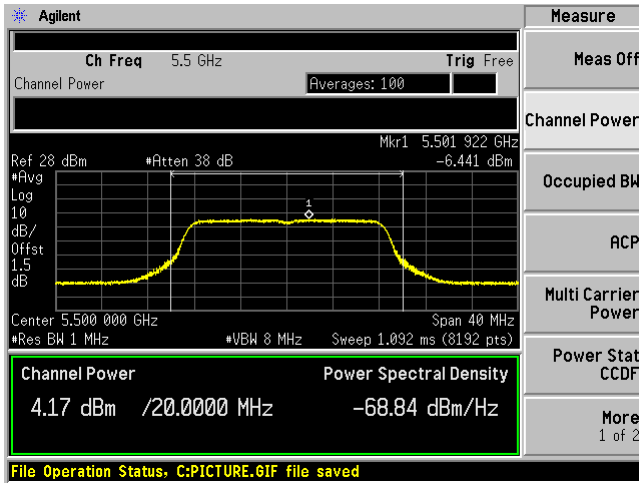 Agilent
Measure
Ch Freq 5.5 GHz Trig Free
Channel Power Averages: 100
Meas Off
Channel Power
Occupied BW
ACP
Multi Carrier
Power
Power Stat
CCDF
More
1 of 2
Mkr1 5.501 922 GHz
Ref 28 dBm #Atten 38 dB -6.441 dBm
#Avg
Log
10
dB/
Offst
1.5
dB
1
Center 5.500 000 GHz Span 40 MHz
#Res BW 1 MHz #VBW 8 MHz Sweep 1.092 ms (8192 pts)
Channel Power Power Spectral Density
4.17 dBm /20.0000 MHz -68.84 dBm/Hz
File Operation Status, C:PICTURE.GIF file saved